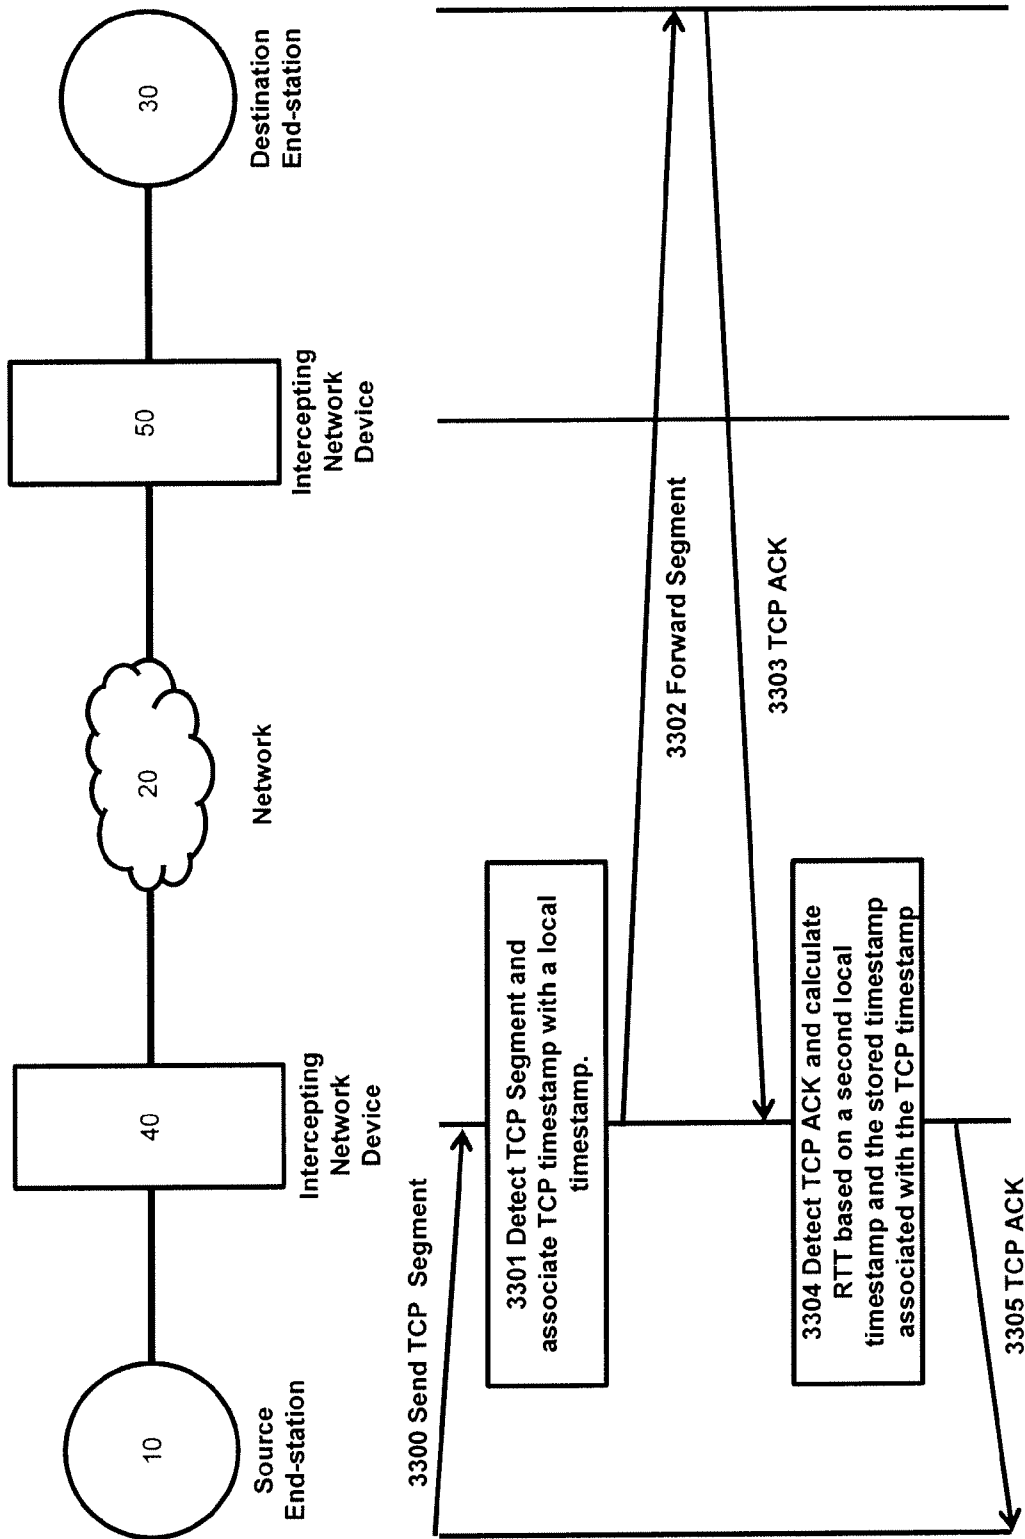 10
Source
End-station
40
Intercepting
Network
Device
20
Network
50
Intercepting
Network
Device
30
Destination
End-station
3300 Send TCP Segment
3301 Detect TCP Segment and
associate TCP timestamp with a local
timestamp.
3302 Forward Segment
3303 TCP ACK
3304 Detect TCP ACK and calculate
RTT based on a second local
timestamp and the stored timestamp
associated with the TCP timestamp
3305 TCP ACK